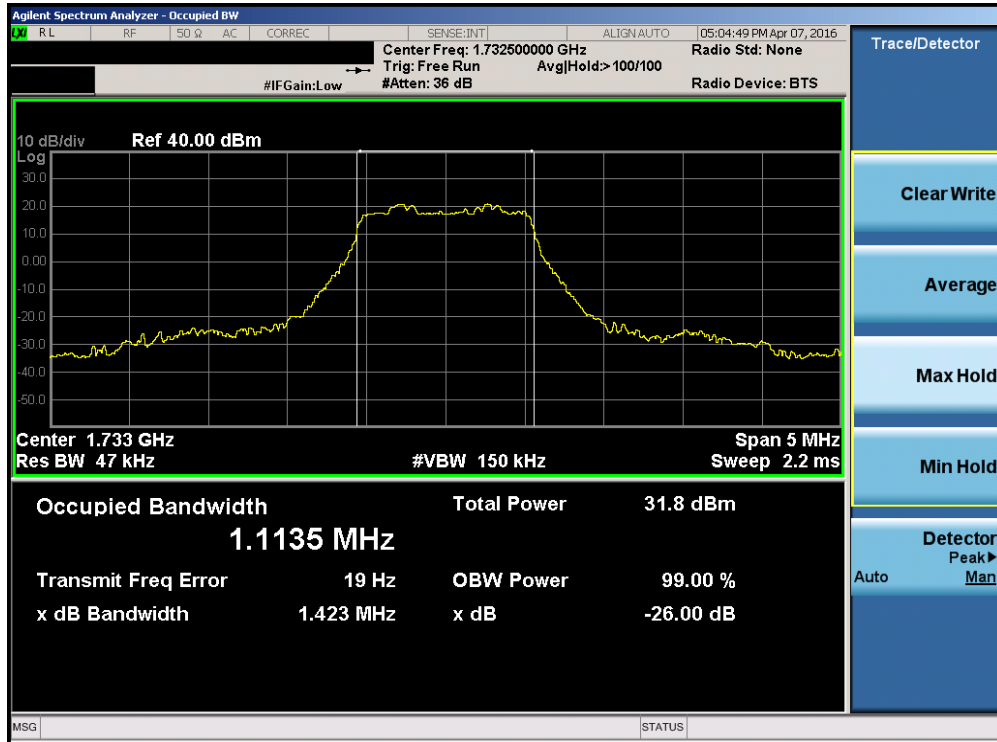 Agilent Spectrum Analyzer - Occupied BW
LXI RL RF 50 Ω AC CORREC SENSE:INT ALIGN AUTO 05:04:49 PM Apr 07, 2016
Center Freq: 1.732500000 GHz Radio Std: None
Trig: Free Run Avg|Hold:>100/100
#IFGain:Low #Atten: 36 dB Radio Device: BTS
10 dB/div Ref 40.00 dBm
Log
30.0
20.0
10.0
0.00
-10.0
-20.0
-30.0
-40.0
-50.0
Center 1.733 GHz Span 5 MHz
Res BW 47 kHz #VBW 150 kHz Sweep 2.2 ms
Occupied Bandwidth Total Power 31.8 dBm
1.1135 MHz
Transmit Freq Error 19 Hz OBW Power 99.00 %
x dB Bandwidth 1.423 MHz x dB -26.00 dB
Trace/Detector
Clear Write
Average
Max Hold
Min Hold
Detector
Peak▶
Auto Man
MSG STATUS